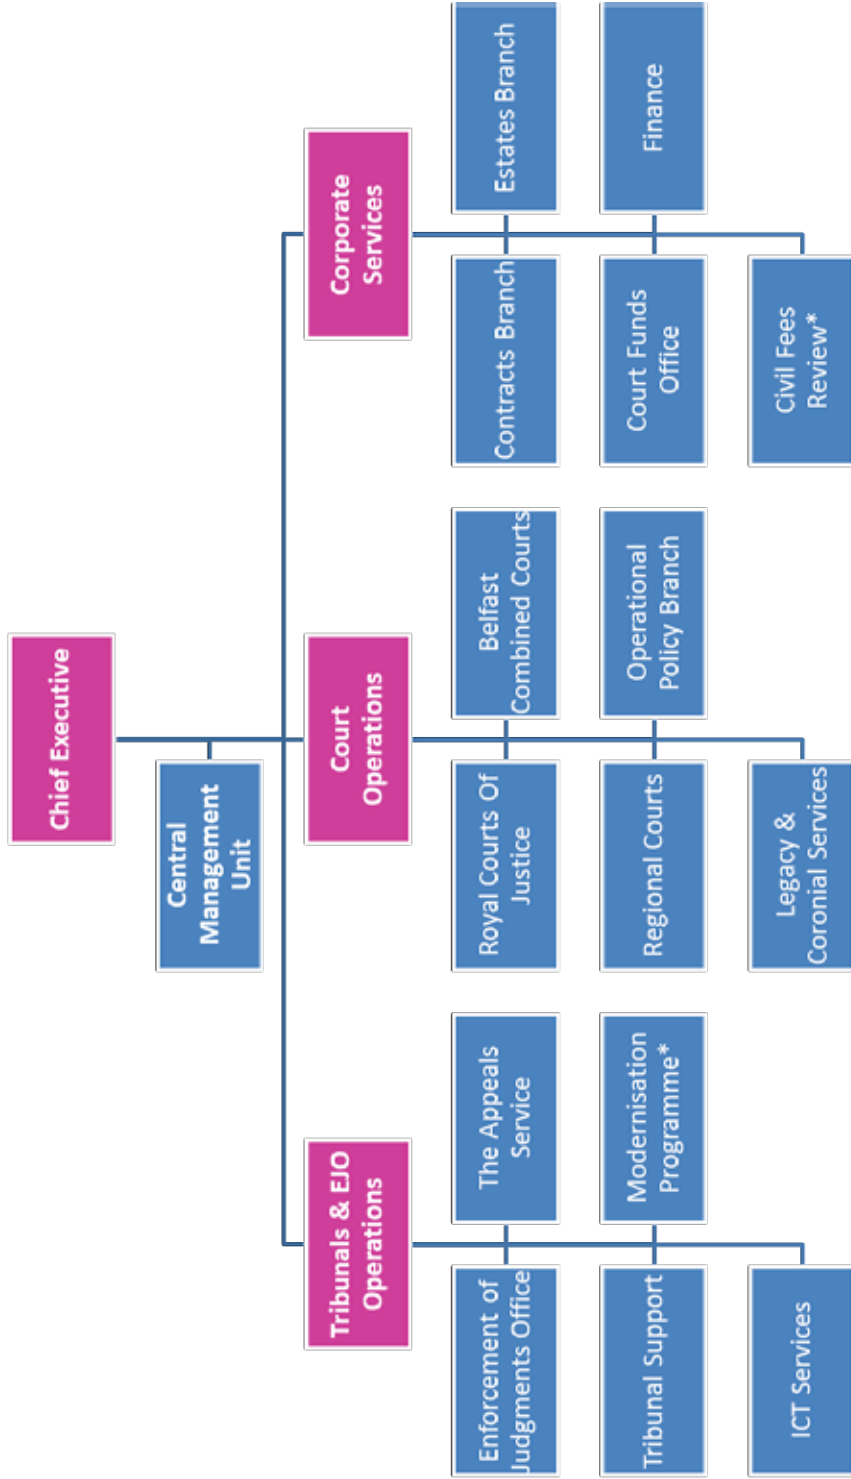 Chief Executive
Central
Management
Unit
Tribunals & EJO
Operations
Court
Operations
Corporate
Services
Enforcement of
Judgments Office
The Appeals
Service
Tribunal Support
Modernisation
Programme*
ICT Services
Royal Courts Of
Justice
Belfast
Combined Courts
Regional Courts
Operational
Policy Branch
Legacy &
Coronial Services
Contracts Branch
Estates Branch
Court Funds
Office
Finance
Civil Fees
Review*